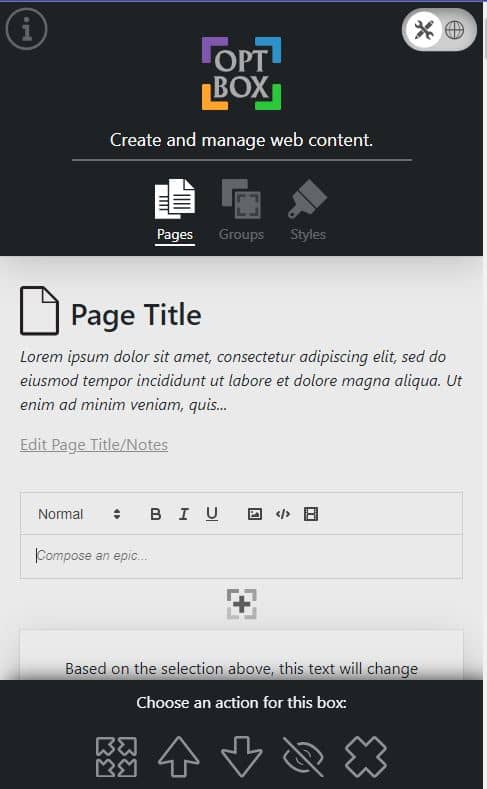 OPT
BOX
Create and manage web content.
Pages Groups Styles
Page Title
Lorem ipsum dolor sit amet, consectetur adipiscing elit, sed do
eiusmod tempor incididunt ut labore et dolore magna aliqua. Ut
enim ad minim veniam, quis...
Edit Page Title/Notes
Normal B I U
Compose an epic...
Based on the selection above, this text will change
Choose an action for this box: